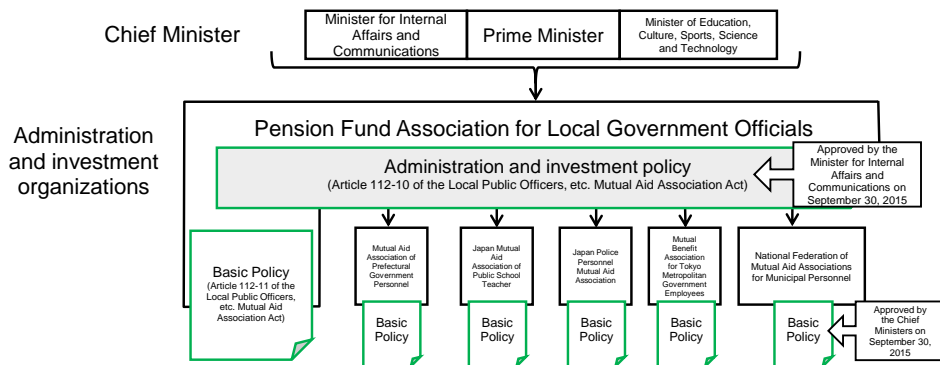 Chief Minister
Minister for Internal
Affairs and
Communications
Prime Minister
Minister of Education,
Culture, Sports, Science
and Technology
Administration
and investment
organizations
Pension Fund Association for Local Government Officials
Administration and investment policy
(Article 112-10 of the Local Public Officers, etc. Mutual Aid Association Act)
Approved by the
Minister for Internal
Affairs and
Communications on
September 30, 2015
Basic Policy
(Article 112-11 of the
Local Public Officers,
etc. Mutual Aid
Association Act)
Mutual Aid
Association of
Prefectural
Government
Personnel
Japan Mutual
Aid
Association of
Public School
Teacher
Japan Police
Personnel
Mutual Aid
Association
Mutual
Benefit
Association
for Tokyo
Metropolitan
Government
Employees
National Federation of
Mutual Aid Associations
for Municipal Personnel
Basic
Policy
Basic
Policy
Basic
Policy
Basic
Policy
Basic
Policy
Approved by
the Chief
Ministers on
September 30,
2015